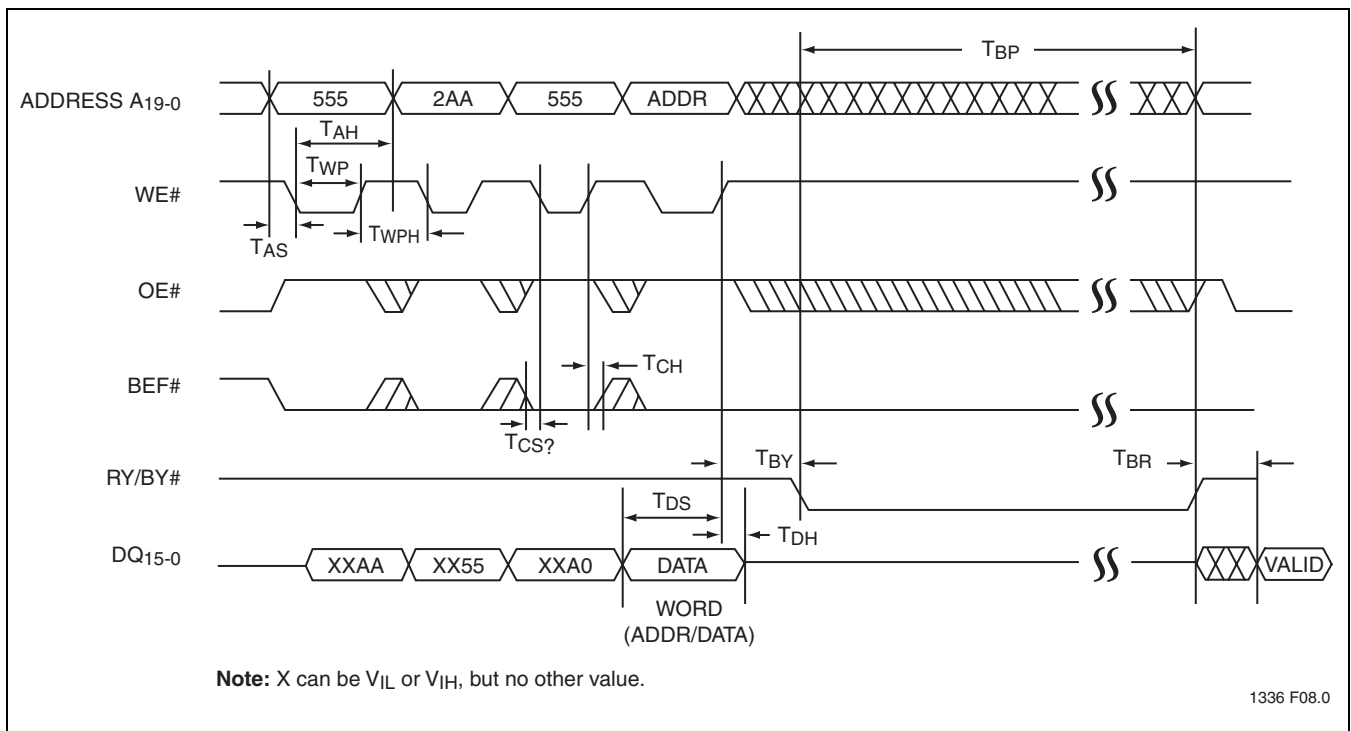 TBP
ADDRESS A19-0
555
2AA
555
ADDR
TAH
TWP
WE#
TAS
TWPH
OE#
BEF#
TCH
TCS?
RY/BY#
TBY
TBR
TDS
TDH
DQ15-0
XXAA
XX55
XXA0
DATA
VALID
WORD
(ADDR/DATA)
Note: X can be VIL or VIH, but no other value.
1336 F08.0